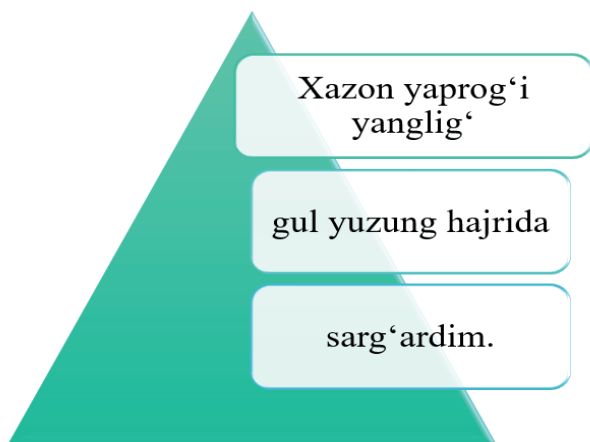 Xazon yaprog‘i
yanglig‘
gul yuzung hajrida
sarg‘ardim.